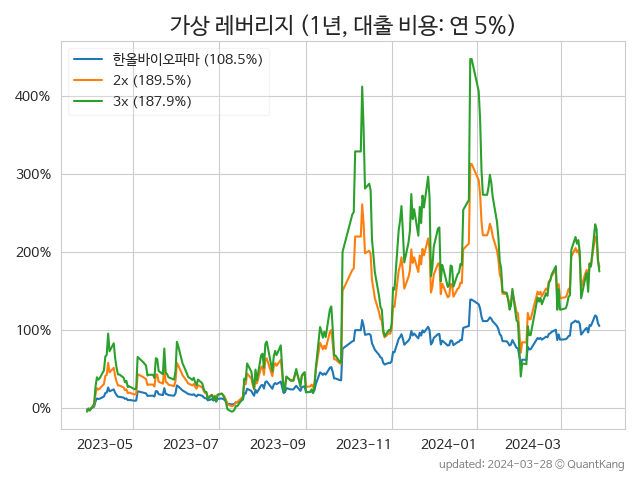 가상 레버리지 (1년, 대출 비용: 연 5%)
한올바이오파마 (108.5%)
2x (189.5%)
3x (187.9%)
400%
300%
200%
100%
0%
2023-05 2023-07 2023-09 2023-11 2024-01 2024-03
updated: 2024-03-28 © QuantKang